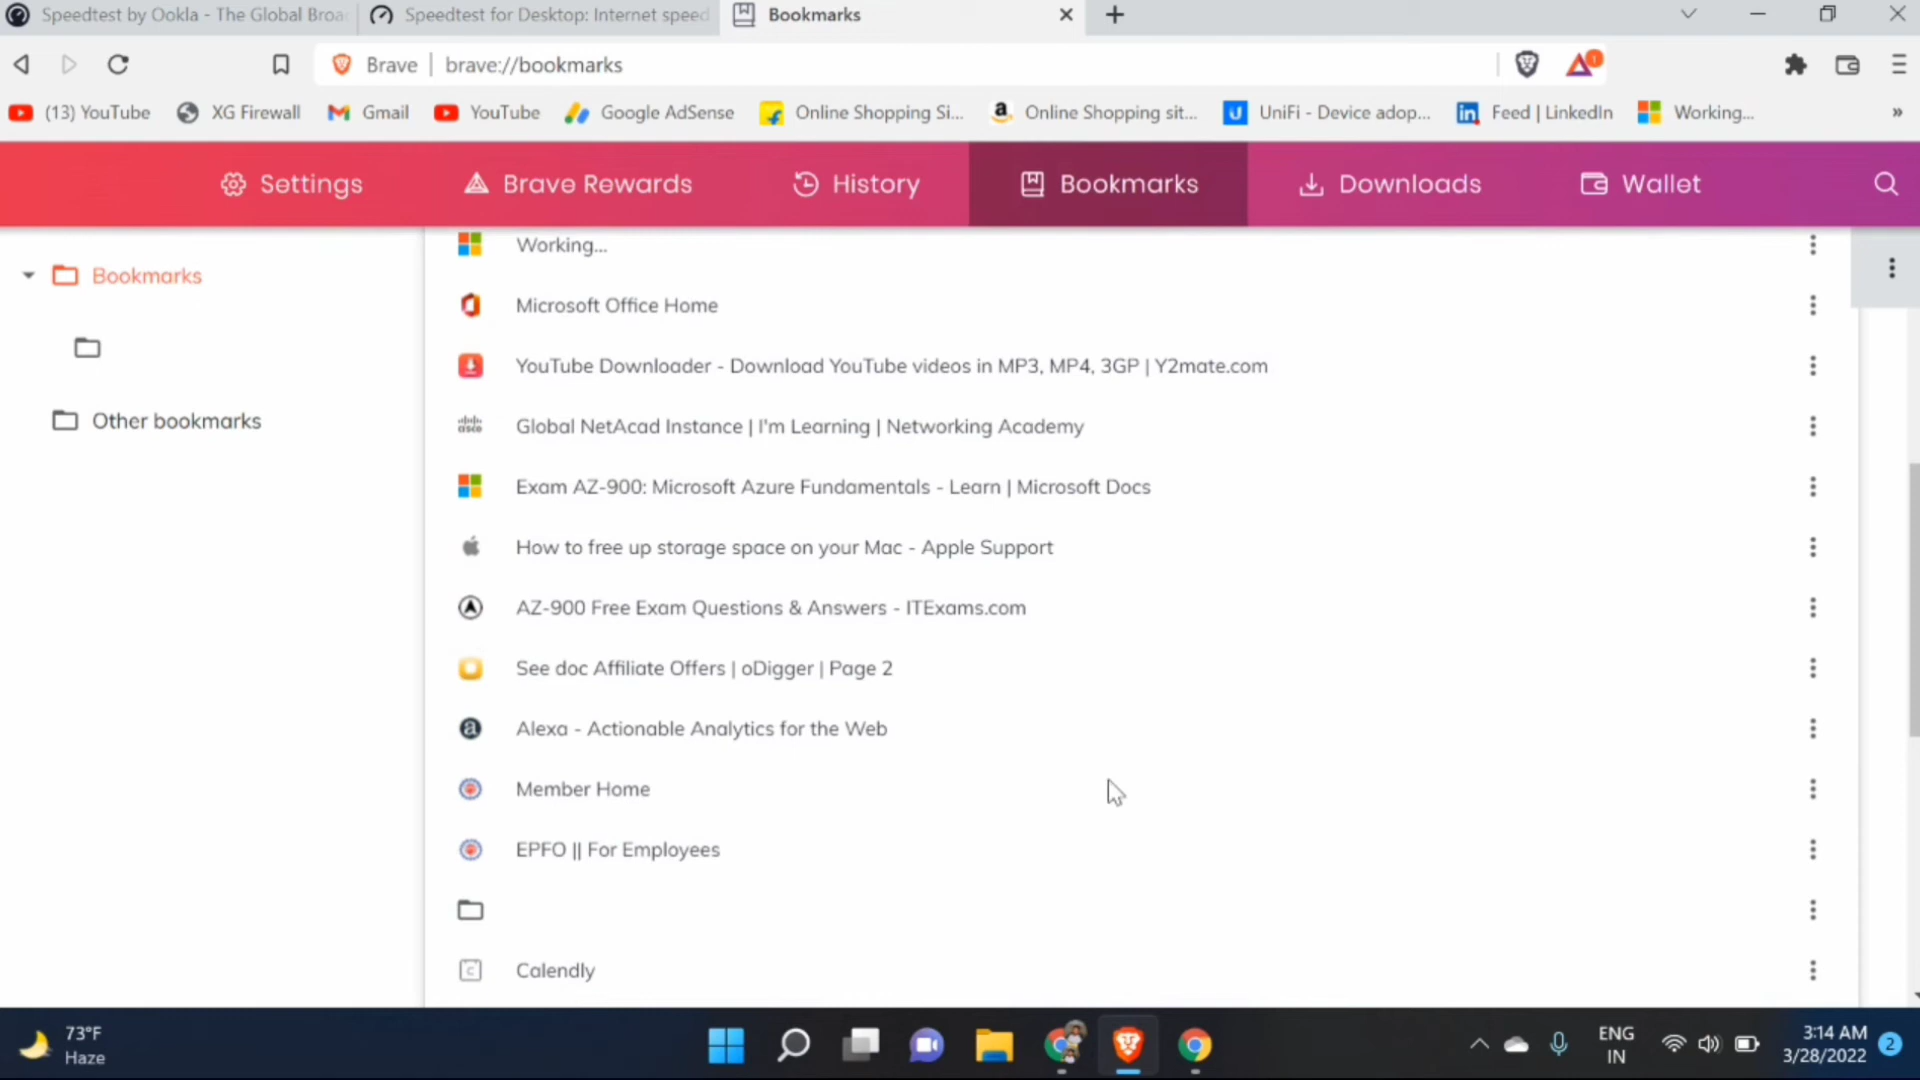 Speedtest by Ookla - The Global Broa
Speedtest for Desktop: Internet speed
Bookmarks
Brave
brave://bookmarks
1
(13) YouTube
XG Firewall
Gmail
YouTube
Google AdSense
Online Shopping Si...
Online Shopping sit...
UniFi - Device adop...
Feed | LinkedIn
Working...
Settings
Brave Rewards
History
Bookmarks
Downloads
Wallet
Bookmarks
Other bookmarks
Working...
Microsoft Office Home
YouTube Downloader - Download YouTube videos in MP3, MP4, 3GP | Y2mate.com
Global NetAcad Instance | I'm Learning | Networking Academy
Exam AZ-900: Microsoft Azure Fundamentals - Learn | Microsoft Docs
How to free up storage space on your Mac - Apple Support
AZ-900 Free Exam Questions & Answers - ITExams.com
See doc Affiliate Offers | oDigger | Page 2
Alexa - Actionable Analytics for the Web
Member Home
EPFO || For Employees
Calendly
73°F
Haze
ENG
IN
3:14 AM
3/28/2022
2